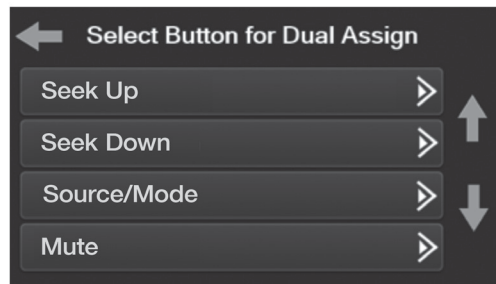 Select Button for Dual Assign
Seek Up
Seek Down
Source/Mode
Mute